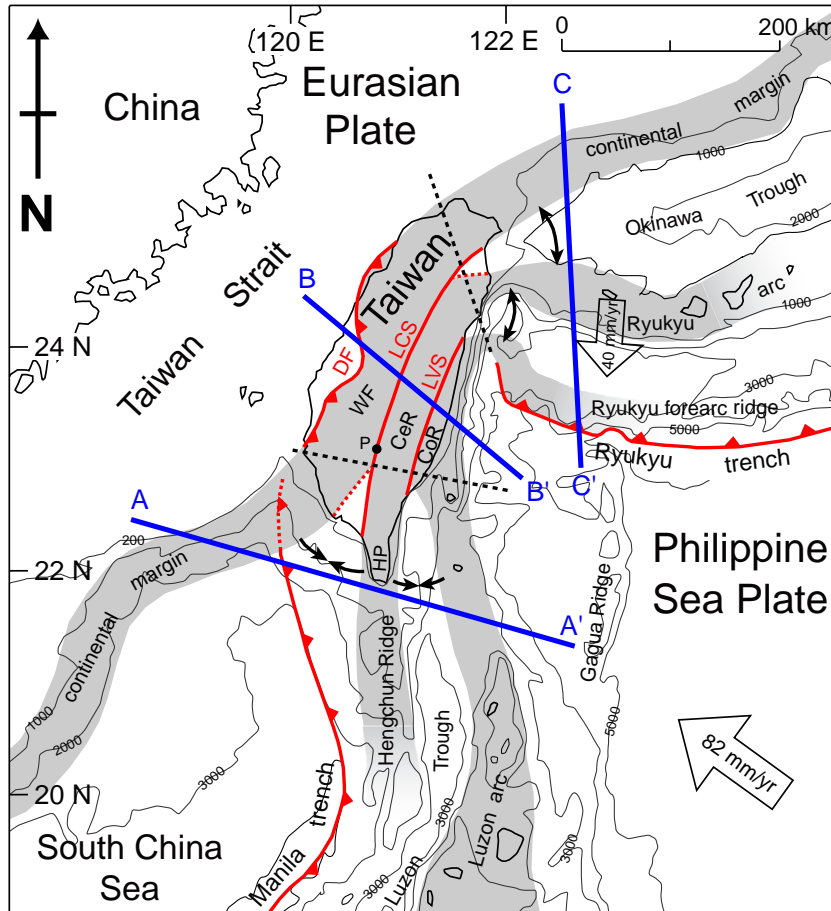 120 E
122 E
0
200 km
C
China
Eurasian
Plate
continental
margin
1000
N
Okinawa
Trough
2000
Taiwan
Strait
Taiwan
B
24 N
DF
LCS
LVS
WF
CeR
CoR
P
40 mm/yr
Ryukyu
arc
1000
3000
Ryukyu forearc ridge
5000
Ryukyu
trench
A
B'
C'
200
margin
continental
22 N
HP
Philippine
Sea Plate
A'
Gagua Ridge
Hengchun Ridge
Trough
Luzon
1000
2000
3000
5000
82 mm/yr
20 N
Manila
trench
Luzon arc
3000
3000
3000
South China
Sea